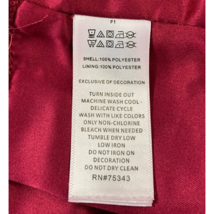 P1
SHELL:100% POLYESTER
LINING:100% POLYESTER
EXCLUSIVE OF DECORATION
TURN INSIDE OUT
MACHINE WASH COOL -
DELICATE CYCLE
WASH WITH LIKE COLORS
ONLY NON-CHLORINE
BLEACH WHEN NEEDED
TUMBLE DRY LOW
LOW IRON
DO NOT IRON ON
DECORATION
DO NOT DRY CLEAN
RN#75343